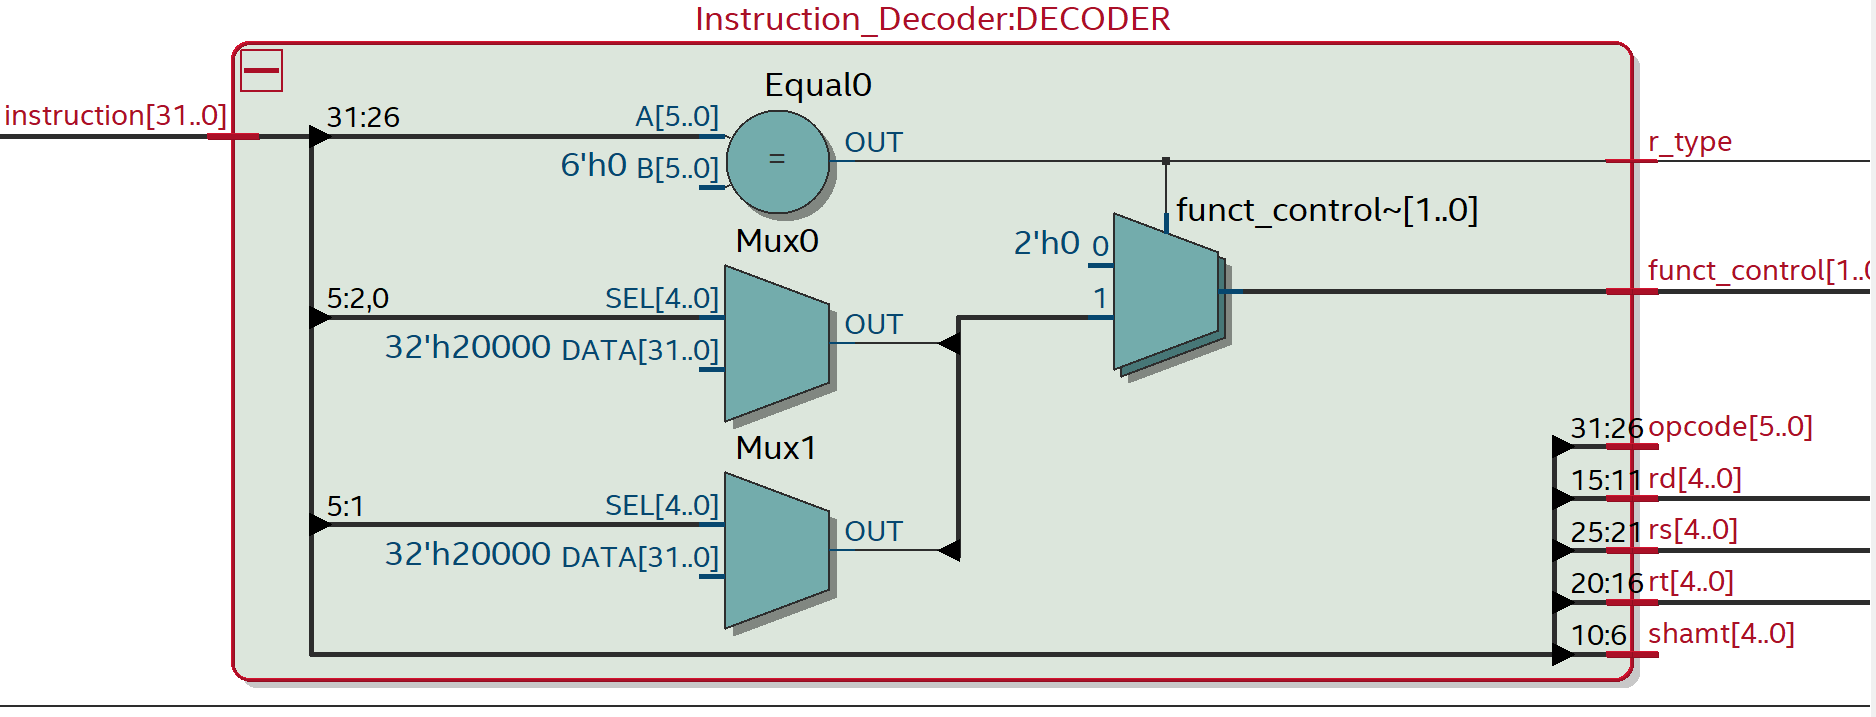 Instruction_Decoder:DECODER
instruction[31..0]
31:26
Equal0
A[5..0]
6'h0 B[5..0]
=
OUT
r_type
Mux0
5:2,0
SEL[4..0]
32'h20000 DATA[31..0]
OUT
funct_control~[1..0]
2'h0 0
1
funct_control[1..0
Mux1
5:1
SEL[4..0]
32'h20000 DATA[31..0]
OUT
31:26 opcode[5..0]
15:11 rd[4..0]
25:21 rs[4..0]
20:16 rt[4..0]
10:6 shamt[4..0]